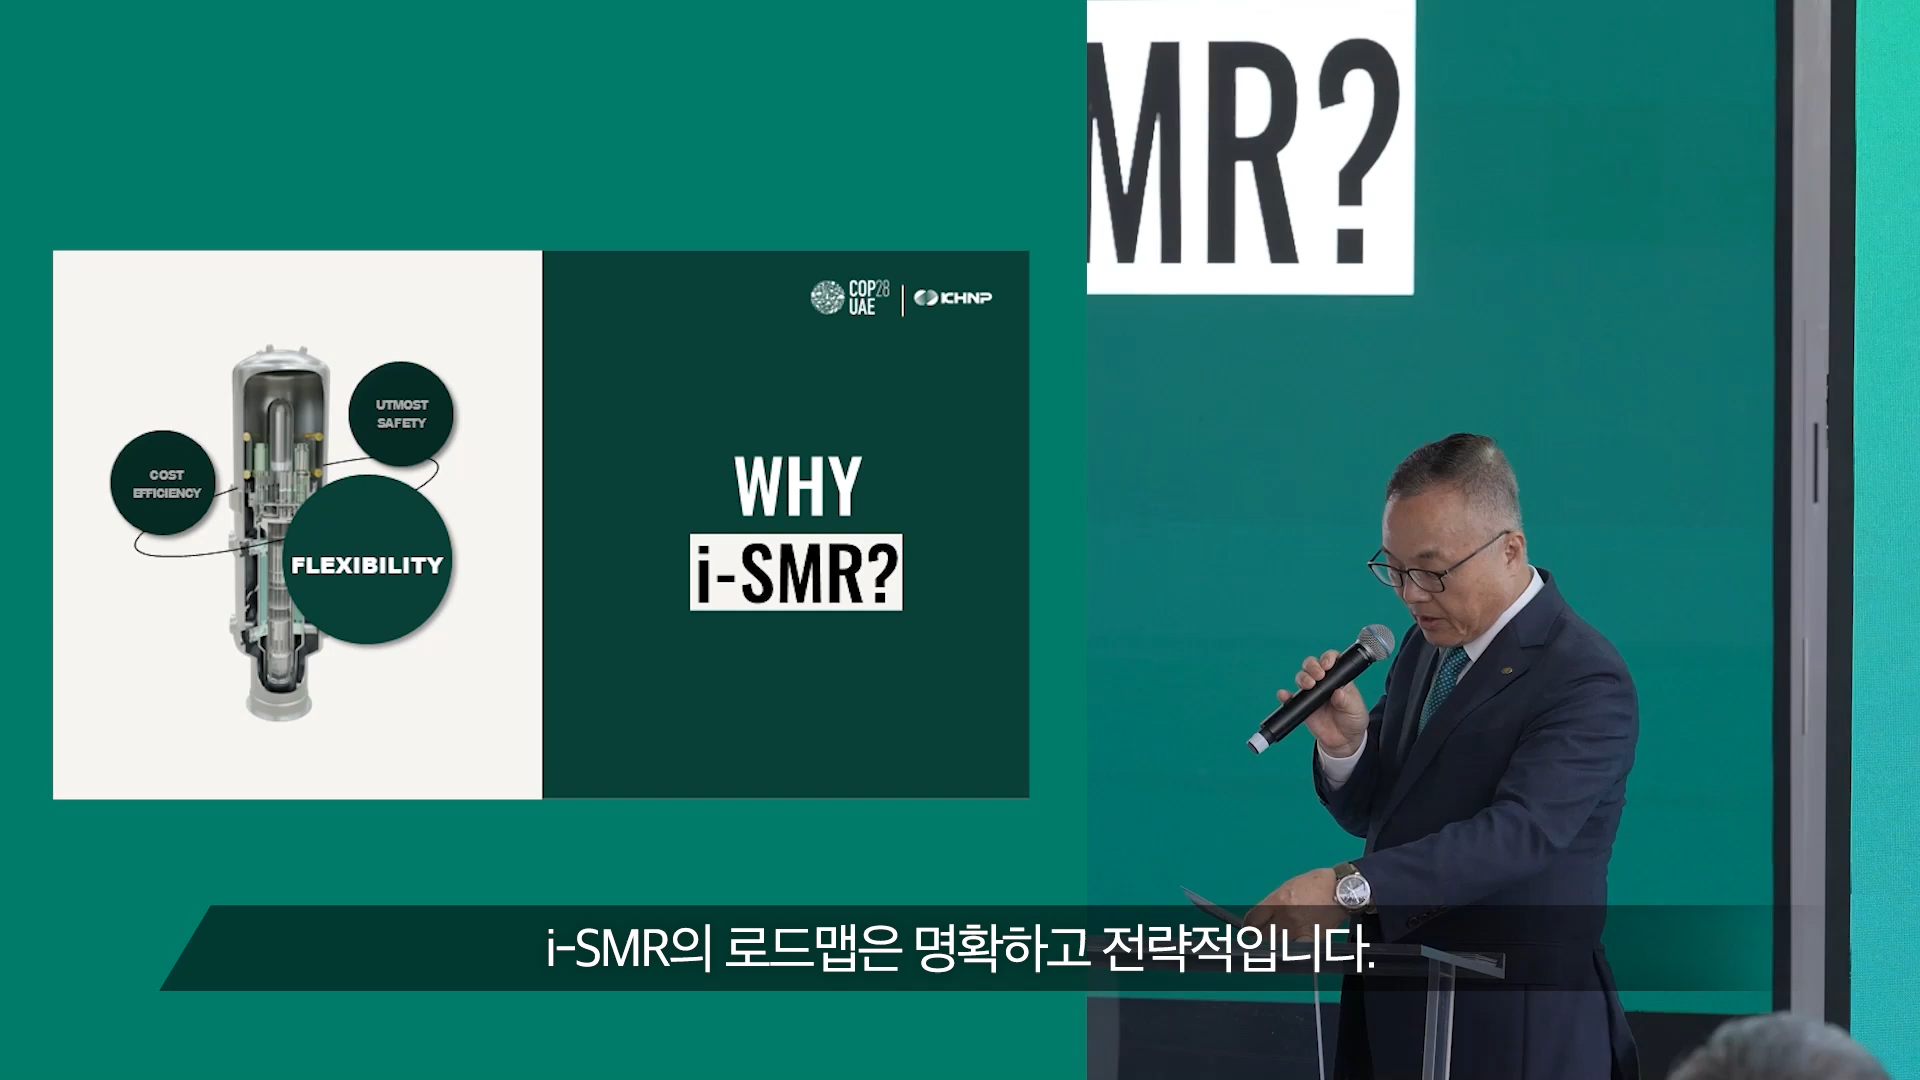 MR?
COP28
UAE
KHNP
UTMOST
SAFETY
COST
EFFICIENCY
FLEXIBILITY
WHY
i-SMR?
i-SMR의 로드맵은 명확하고 전략적입니다.